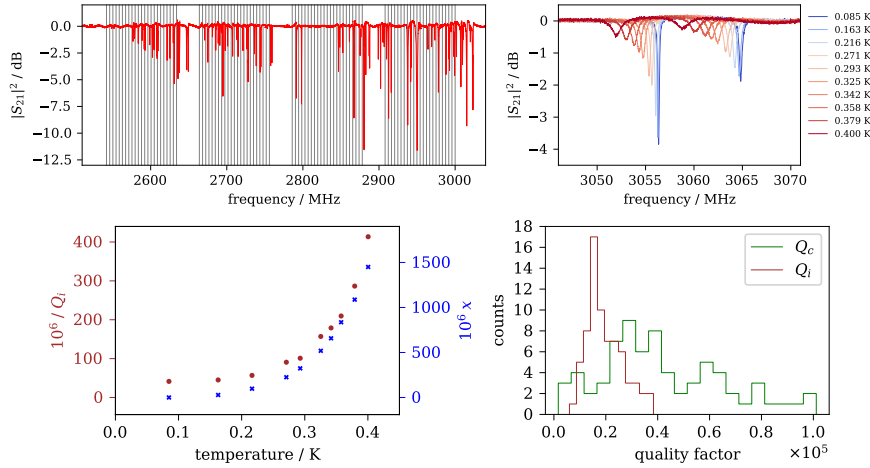 |S₂₁|² / dB
0.0
−2.5
−5.0
−7.5
−10.0
−12.5
2600
2700
2800
2900
3000
frequency / MHz
|S₂₁|² / dB
0
−1
−2
−3
−4
3050
3055
3060
3065
3070
frequency / MHz
0.085 K
0.163 K
0.216 K
0.271 K
0.293 K
0.325 K
0.342 K
0.358 K
0.379 K
0.400 K
10⁶ / Qᵢ
400
300
200
100
0
0.0
0.1
0.2
0.3
0.4
temperature / K
1500
1000
500
0
10⁶ x
counts
18
16
14
12
10
8
6
4
2
0
0.0
0.2
0.4
0.6
0.8
1.0
quality factor
×10⁵
Q_c
Qᵢ